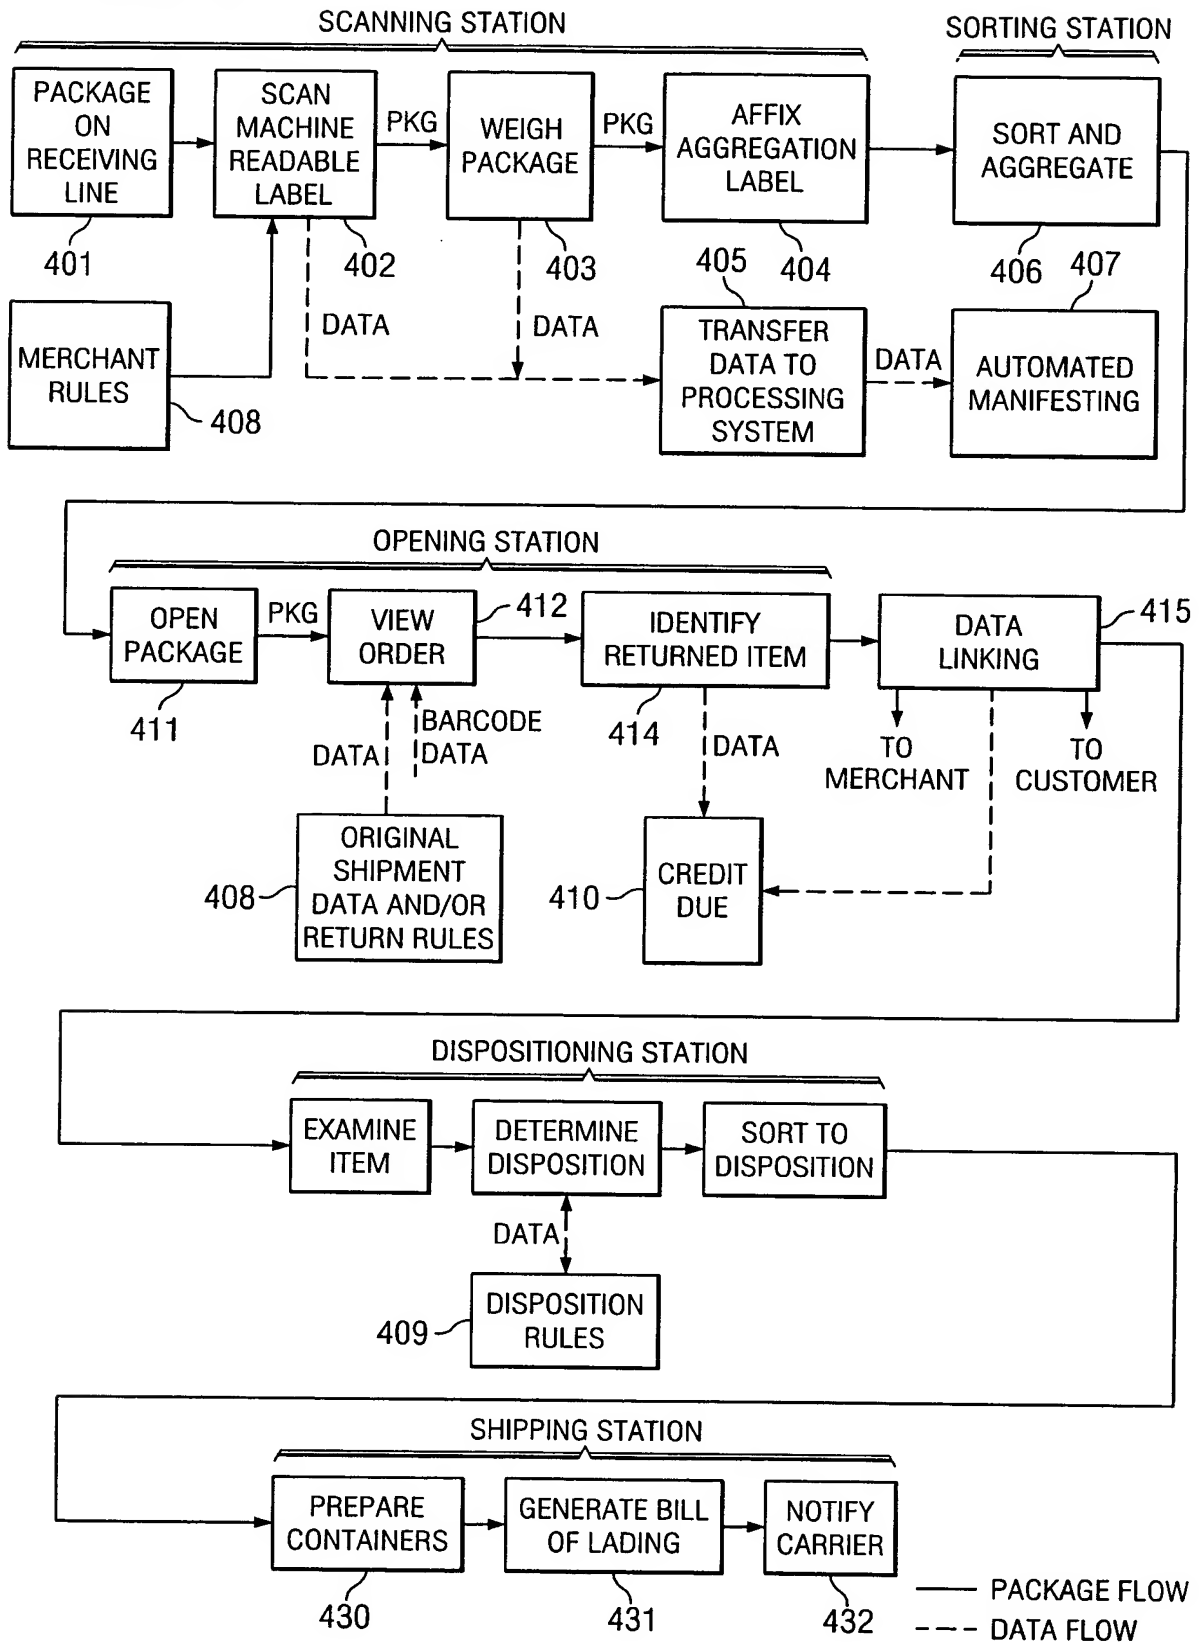 SCANNING STATION
SORTING STATION
PACKAGE
ON
RECEIVING
LINE
401
SCAN
MACHINE
READABLE
LABEL
402
PKG
WEIGH
PACKAGE
403
PKG
AFFIX
AGGREGATION
LABEL
404
SORT AND
AGGREGATE
406
MERCHANT
RULES
408
DATA
DATA
405
TRANSFER
DATA TO
PROCESSING
SYSTEM
DATA
407
AUTOMATED
MANIFESTING
OPENING STATION
OPEN
PACKAGE
411
PKG
VIEW
ORDER
412
IDENTIFY
RETURNED ITEM
414
DATA
LINKING
415
DATA
BARCODE
DATA
DATA
TO
MERCHANT
TO
CUSTOMER
ORIGINAL
SHIPMENT
DATA AND/OR
RETURN RULES
408
CREDIT
DUE
410
DISPOSITIONING STATION
EXAMINE
ITEM
DETERMINE
DISPOSITION
SORT TO
DISPOSITION
DATA
DISPOSITION
RULES
409
SHIPPING STATION
PREPARE
CONTAINERS
430
GENERATE BILL
OF LADING
431
NOTIFY
CARRIER
432
PACKAGE FLOW
DATA FLOW